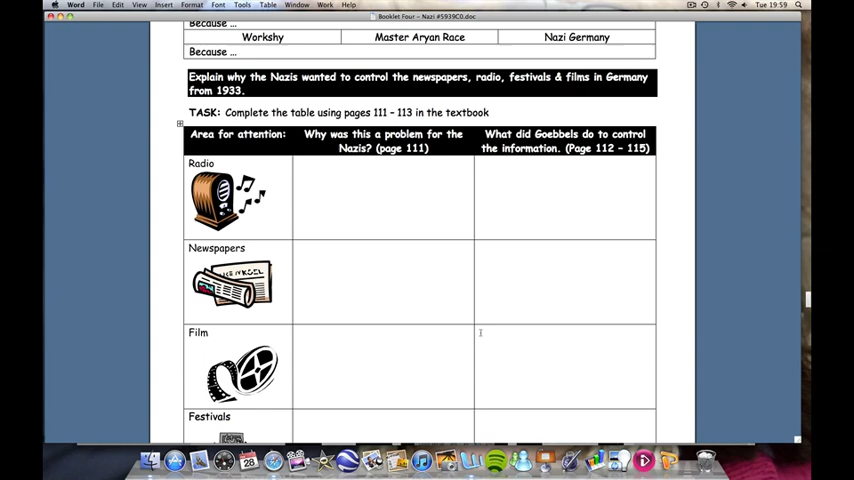 Word File Edit View Insert Format Font Tools Table Window Work Help Tue 19:59
Booklet Four – Nazi #5939C0.doc
Because …
Workshy Master Aryan Race Nazi Germany
Because …
Explain why the Nazis wanted to control the newspapers, radio, festivals & films in Germany
from 1933.
TASK: Complete the table using pages 111 – 113 in the textbook
Area for attention: Why was this a problem for the
Nazis? (page 111)
What did Goebbels do to control
the information. (Page 112 – 115)
Radio
Newspapers
Film
Festivals